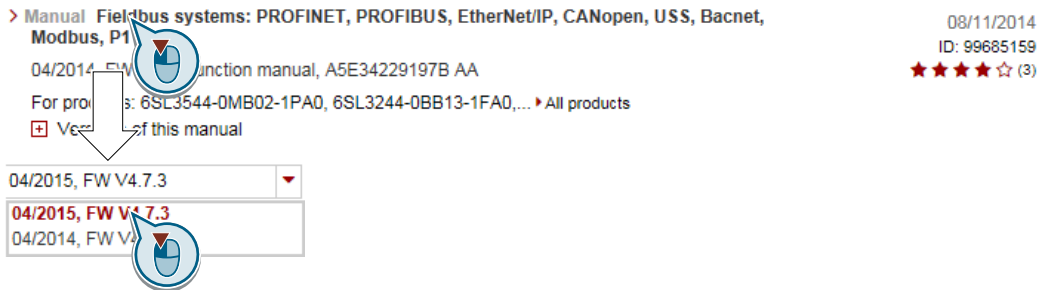 Manual Fieldbus systems: PROFINET, PROFIBUS, EtherNet/IP, CANopen, USS, Bacnet,
Modbus, P1
08/11/2014
ID: 99685159
(3)
04/2014, FW function manual, A5E34229197B AA
For 6SL3544-0MB02-1PA0, 6SL3244-0BB13-1FA0,... All products
of this manual
04/2015, FW V4.7.3
04/2015, FW V4.7.3
04/2014, FW